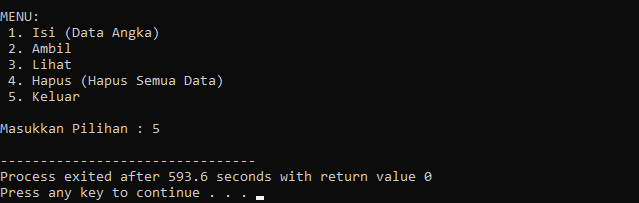 MENU:
1. Isi (Data Angka)
2. Ambil
3. Lihat
4. Hapus (Hapus Semua Data)
5. Keluar
Masukkan Pilihan : 5
--------------------------------
Process exited after 593.6 seconds with return value 0
Press any key to continue . . .